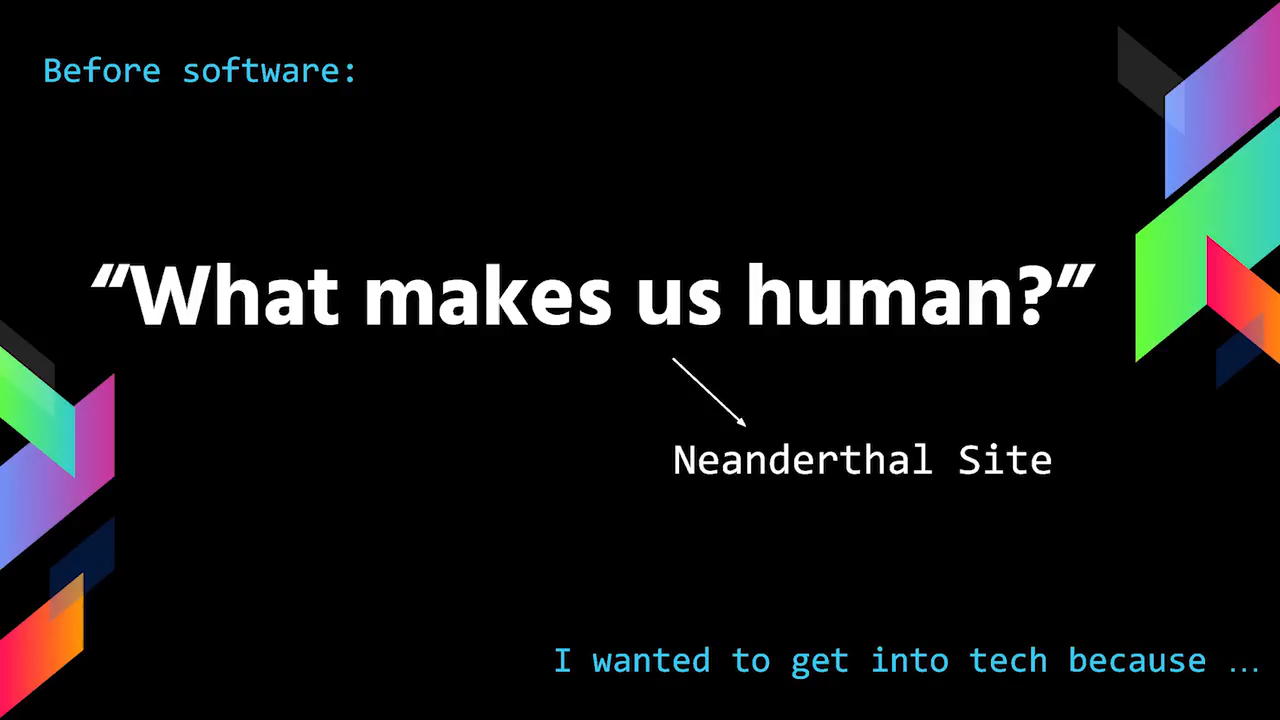 Before software:
“What makes us human?”
Neanderthal Site
I wanted to get into tech because …